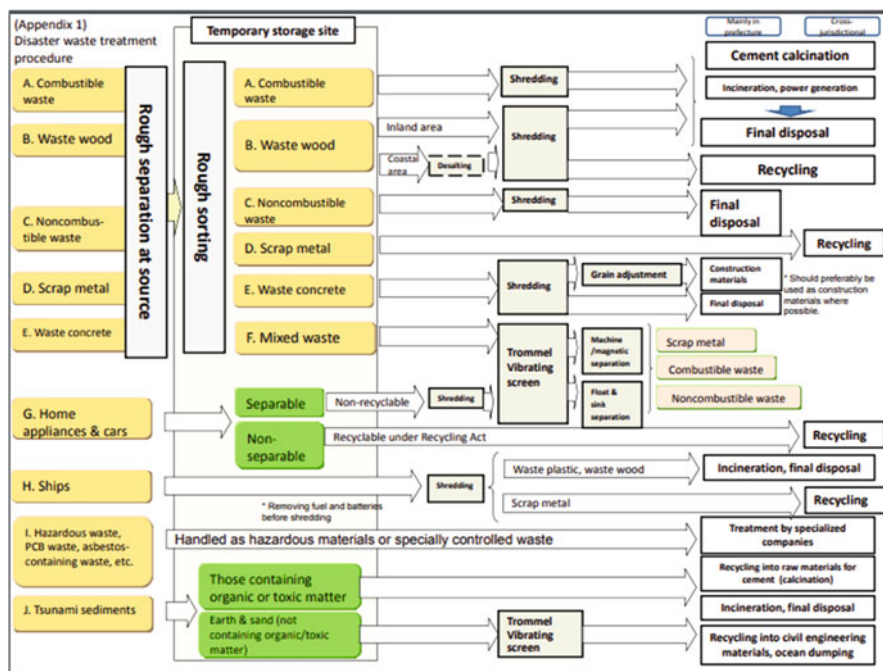 (Appendix 1)
Disaster waste treatment
procedure
Temporary storage site
Mainly in
prefecture
Cross-
jurisdictional
A. Combustible
waste
B. Waste wood
C. Noncombus-
tible waste
D. Scrap metal
E. Waste concrete
Rough separation at source
Rough sorting
A. Combustible
waste
Shredding
Cement calcination
Incineration, power generation
Final disposal
B. Waste wood
Inland area
Coastal
area
Desalting
Shredding
Recycling
C. Noncombustible
waste
Shredding
Final
disposal
D. Scrap metal
Recycling
E. Waste concrete
Shredding
Grain adjustment
Construction
materials
Final disposal
* Should preferably be
used as construction
materials where
possible.
F. Mixed waste
Trommel
Vibrating
screen
Machine
/magnetic
separation
Float &
sink
separation
Scrap metal
Combustible waste
Noncombustible waste
G. Home
appliances & cars
Separable
Non-recyclable
Shredding
Non-
separable
Recyclable under Recycling Act
Recycling
H. Ships
* Removing fuel and batteries
before shredding
Shredding
Waste plastic, waste wood
Incineration, final disposal
Scrap metal
Recycling
I. Hazardous waste,
PCB waste, asbestos-
containing waste, etc.
Handled as hazardous materials or specially controlled waste
Treatment by specialized
companies
J. Tsunami sediments
Those containing
organic or toxic matter
Recycling into raw materials for
cement (calcination)
Incineration, final disposal
Earth & sand (not
containing organic/toxic
matter)
Trommel
Vibrating
screen
Recycling into civil engineering
materials, ocean dumping